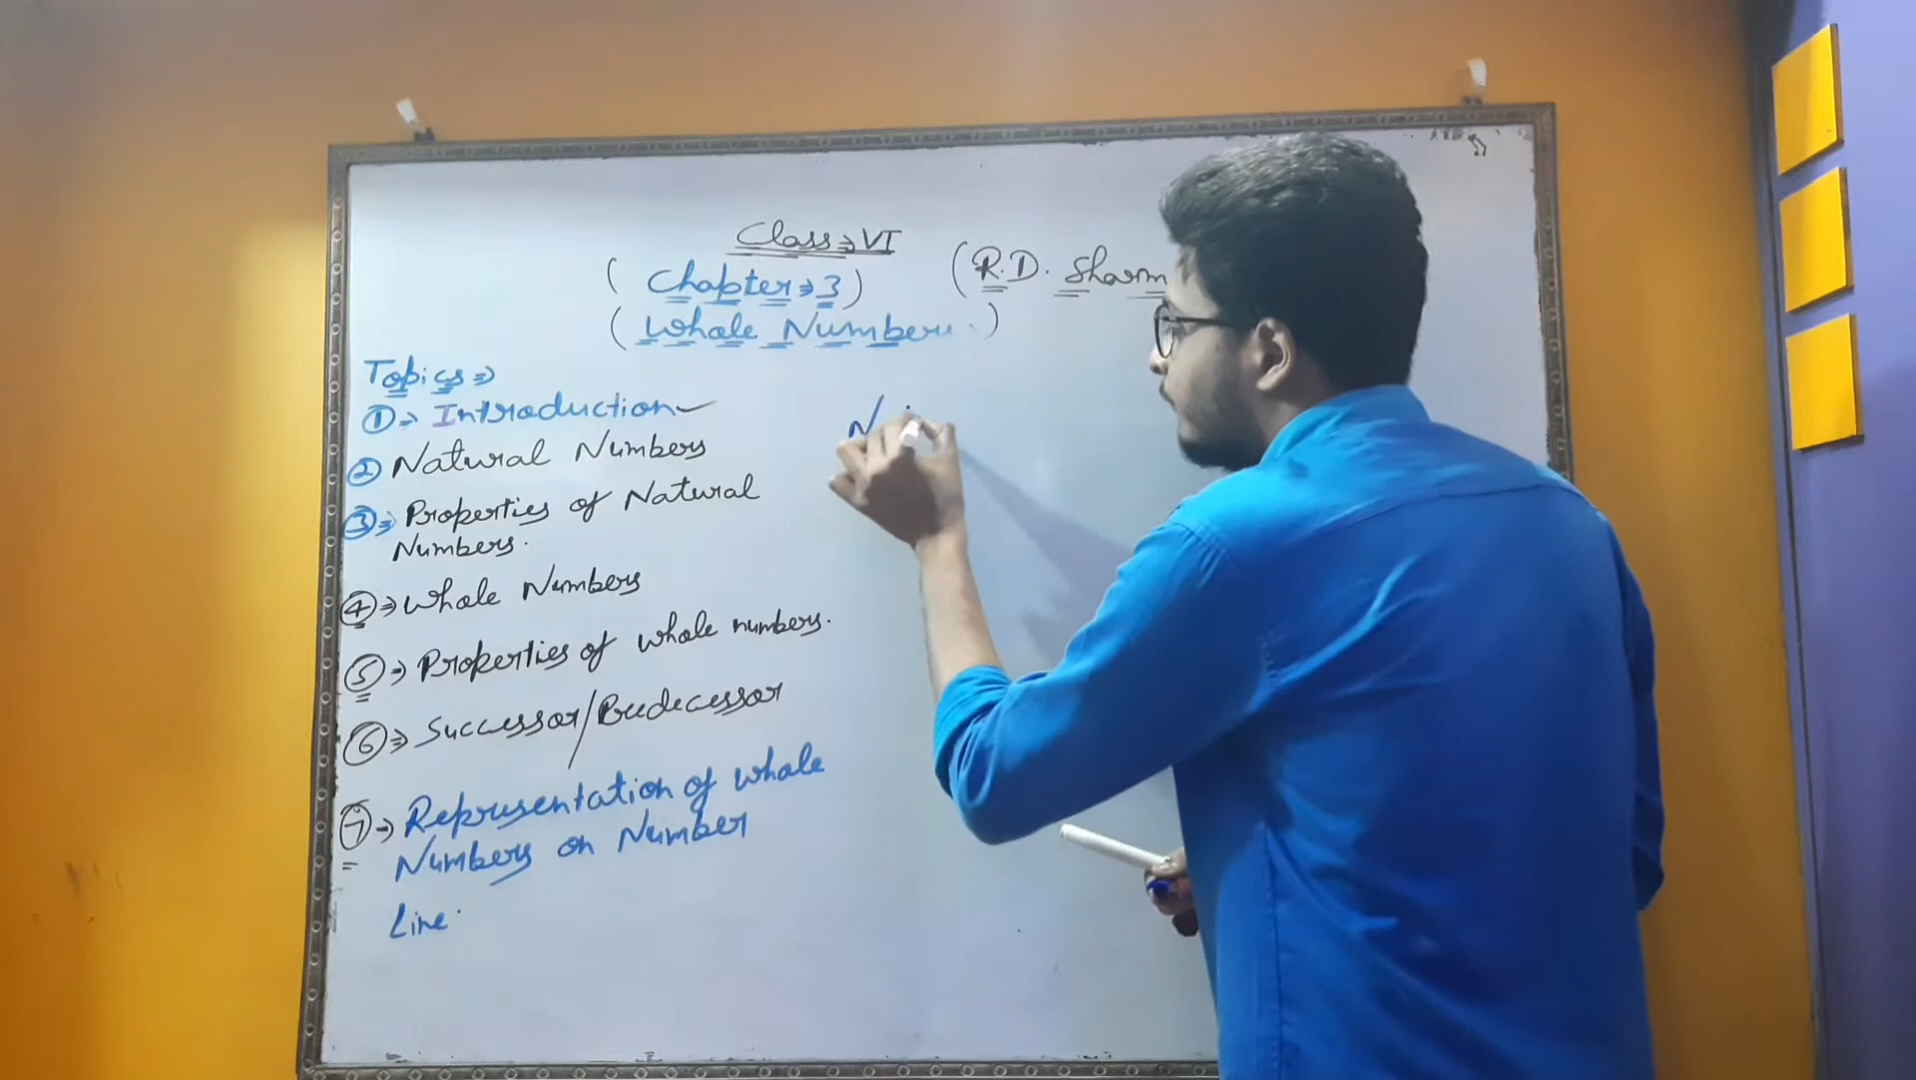 Class ⇒ VI
( Chapter ⇒ 3 ) (R.D. Sharm
( Whole Numbers. )
Topics ⇒
① ⇒ Introduction
② Natural Numbers
③ ⇒ Properties of Natural
Numbers.
④ ⇒ Whole Numbers
⑤ ⇒ Properties of whole numbers.
⑥ ⇒ Successor/Predecessor
⑦ → Representation of whole
Numbers on Number
Line.
N